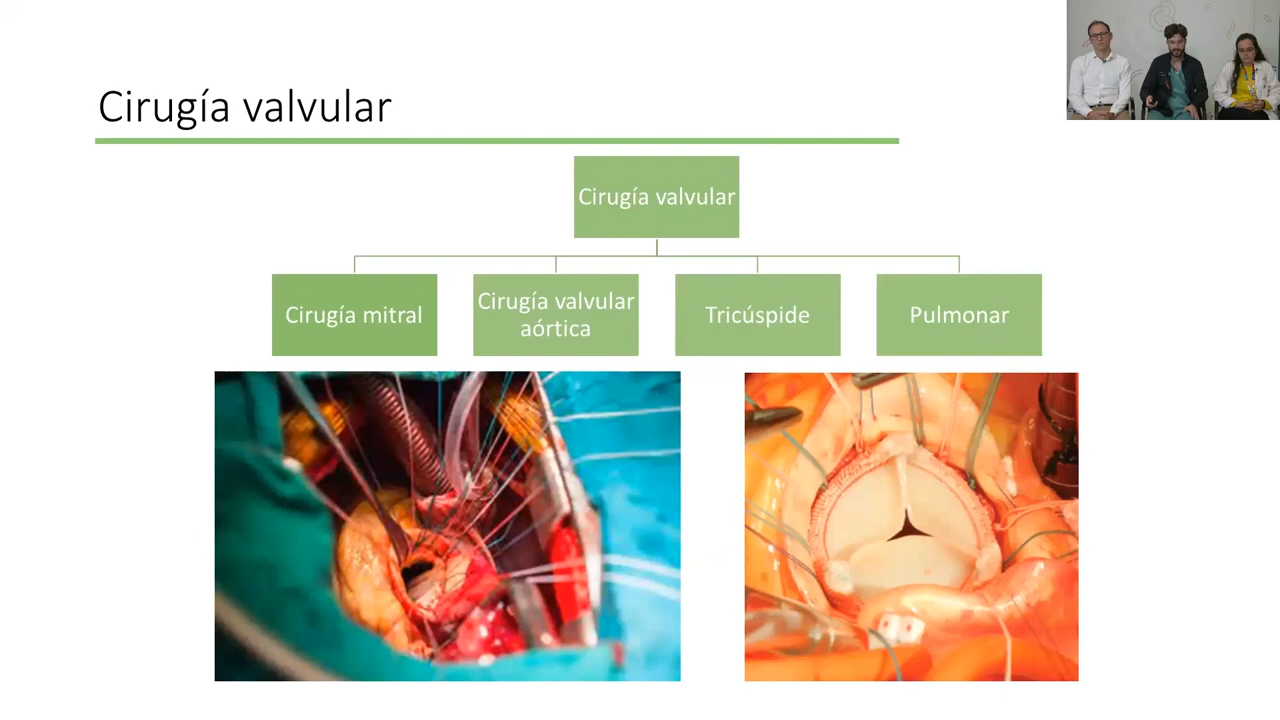 Cirugía valvular
Cirugía valvular
Cirugía mitral
Cirugía valvular
aórtica
Tricúspide
Pulmonar